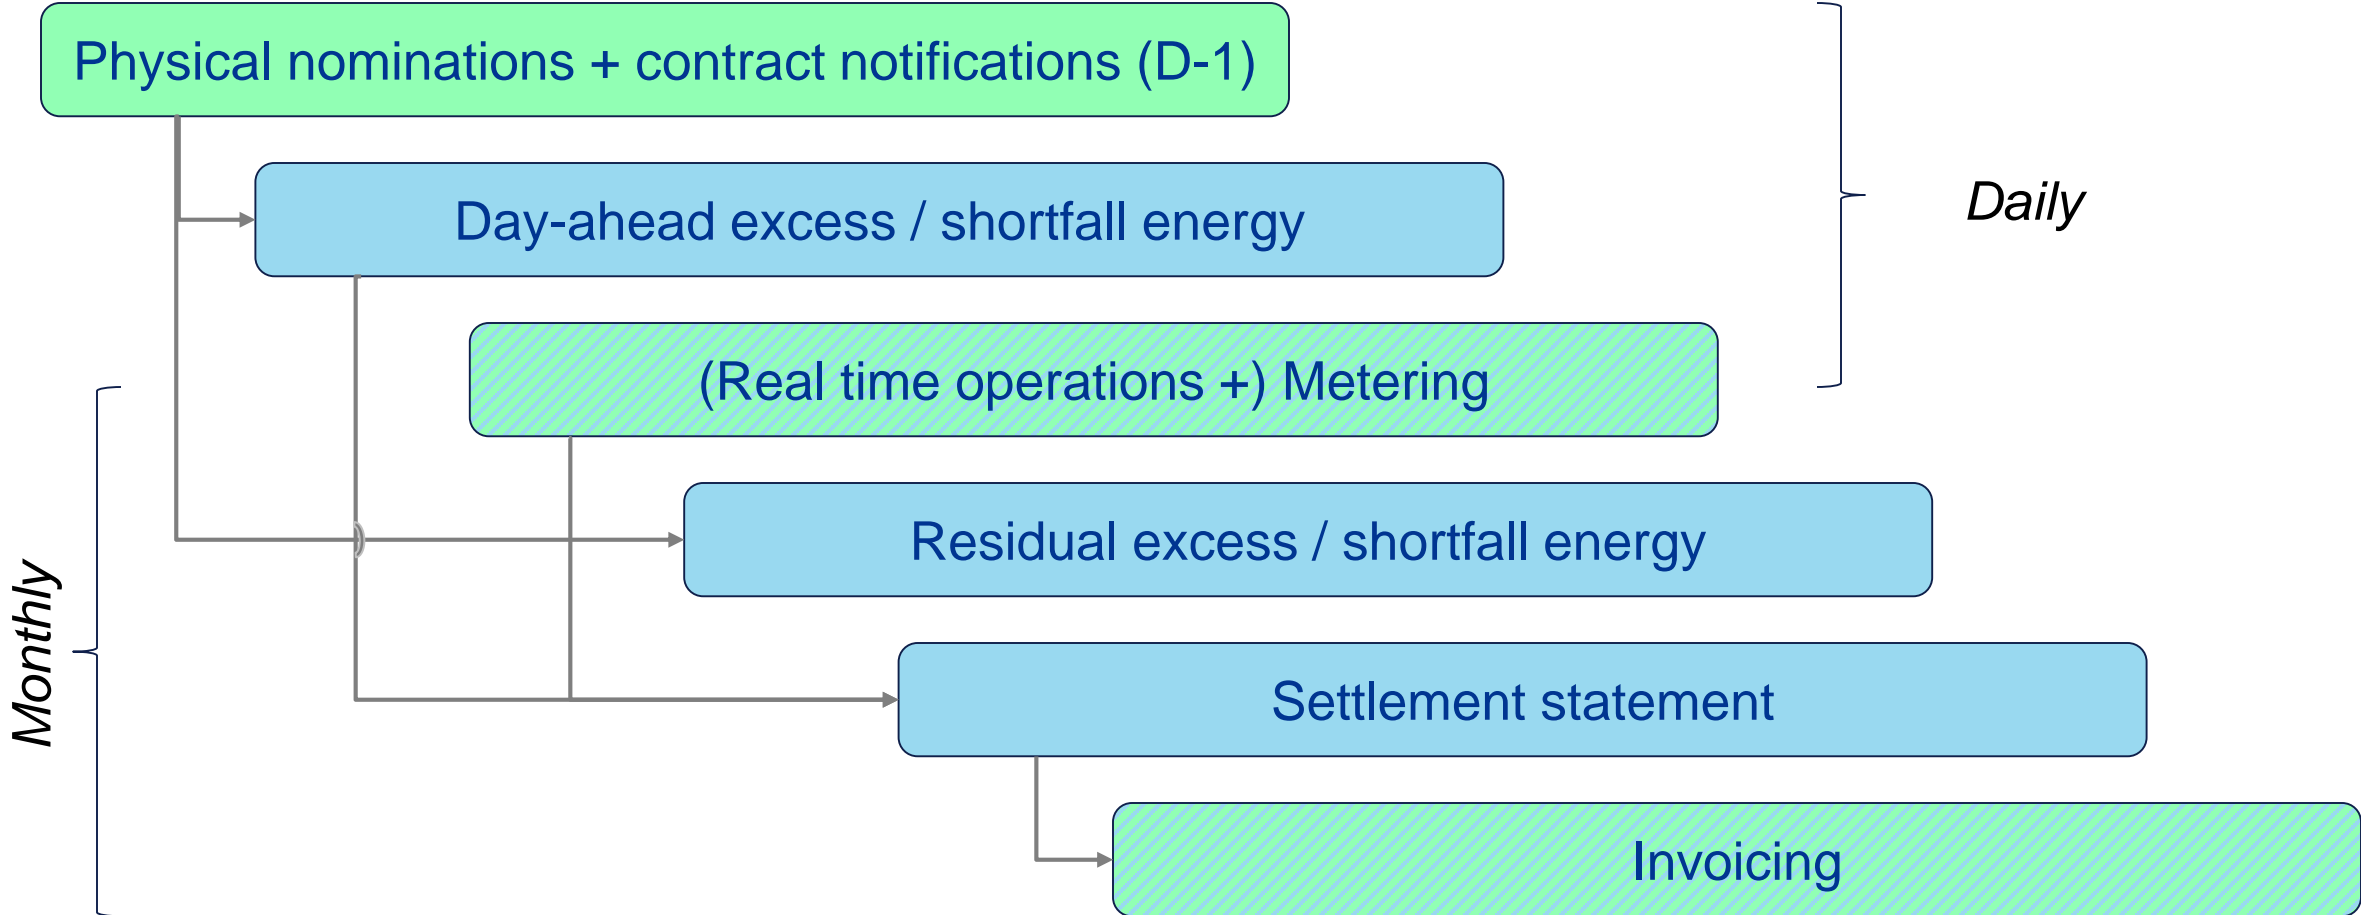 Physical nominations + contract notifications (D-1)
Day-ahead excess / shortfall energy
Daily
(Real time operations +) Metering
Residual excess / shortfall energy
Monthly
Settlement statement
Invoicing